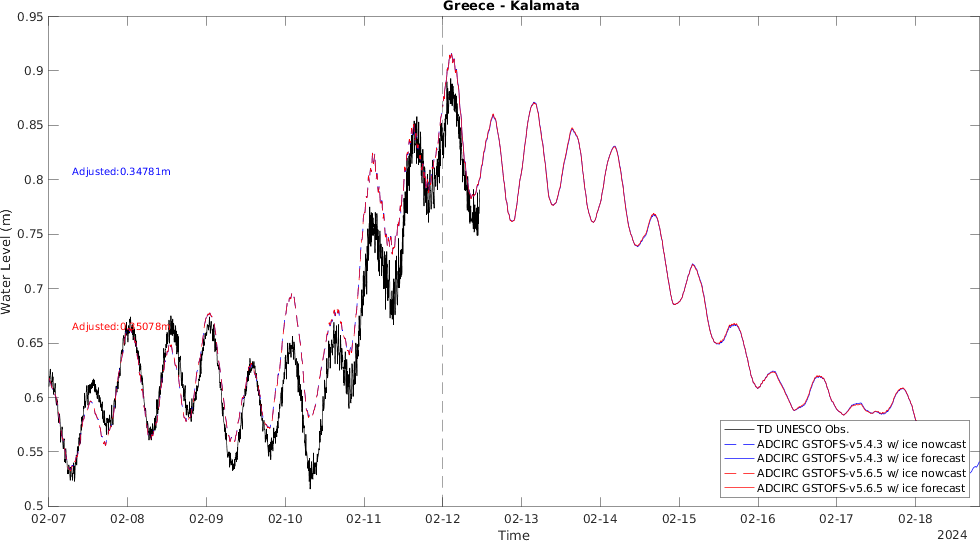 Greece - Kalamata
0.95
0.9
0.85
0.8
0.75
0.7
0.65
0.6
0.55
0.5
Water Level (m)
Adjusted:0.34781m
TD UNESCO Obs.
ADCIRC GSTOFS-v5.4.3 w/ ice nowcast
ADCIRC GSTOFS-v5.4.3 w/ ice forecast
ADCIRC GSTOFS-v5.6.5 w/ ice nowcast
ADCIRC GSTOFS-v5.6.5 w/ ice forecast
02-07 02-08 02-09 02-10 02-11 02-12 02-13 02-14 02-15 02-16 02-17 02-18
Time
2024